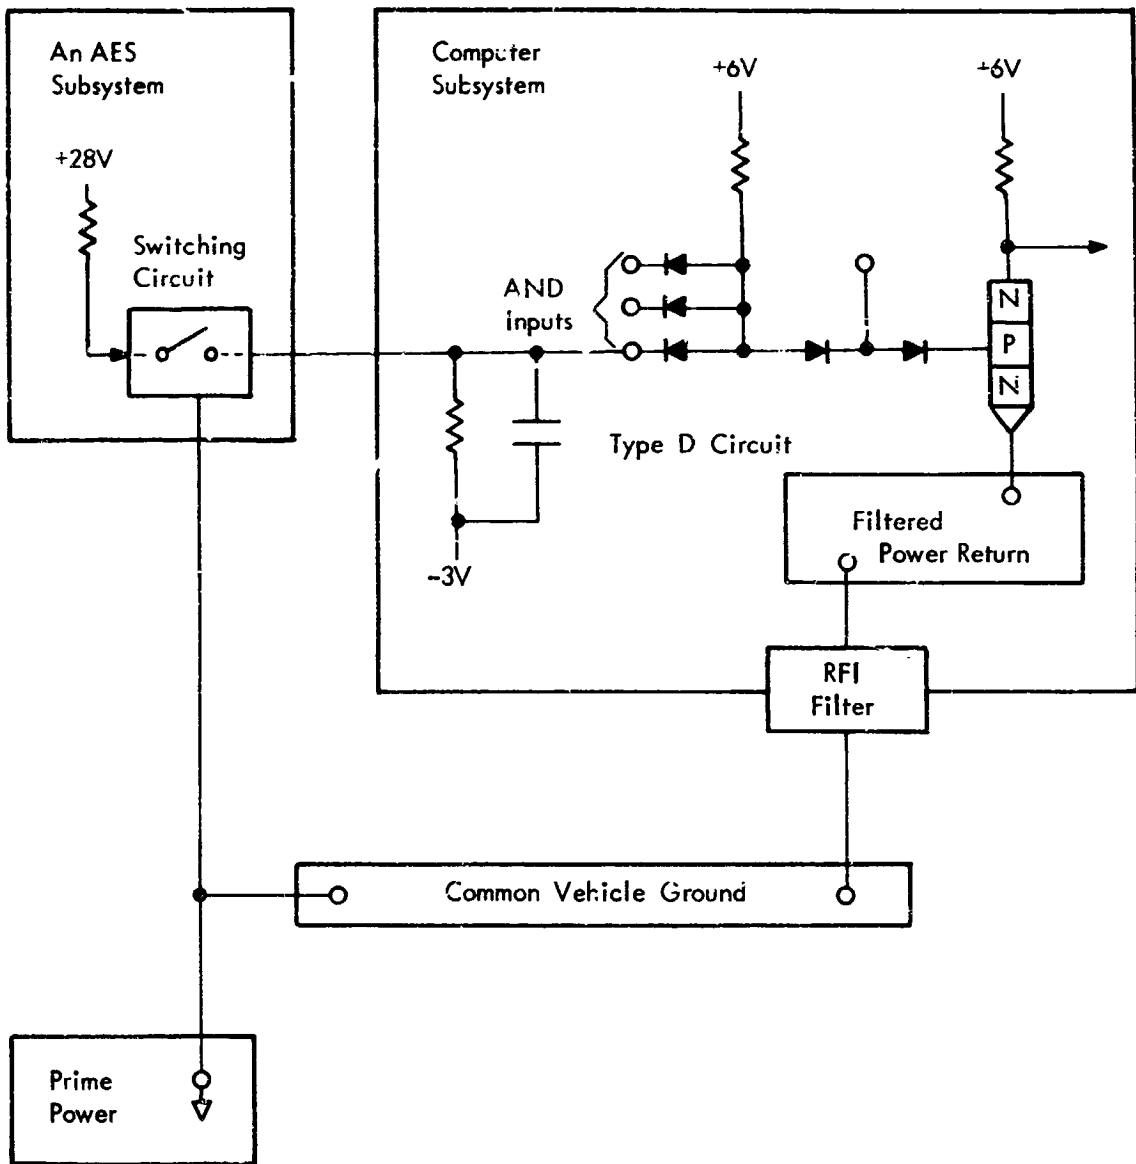 An AES
Subsystem
+28V
Switching
Circuit
Computer
Subsystem
+6V
+6V
AND
inputs
N
P
N
Type D Circuit
-3V
Filtered
Power Return
RFI
Filter
Common Vehicle Ground
Prime
Power